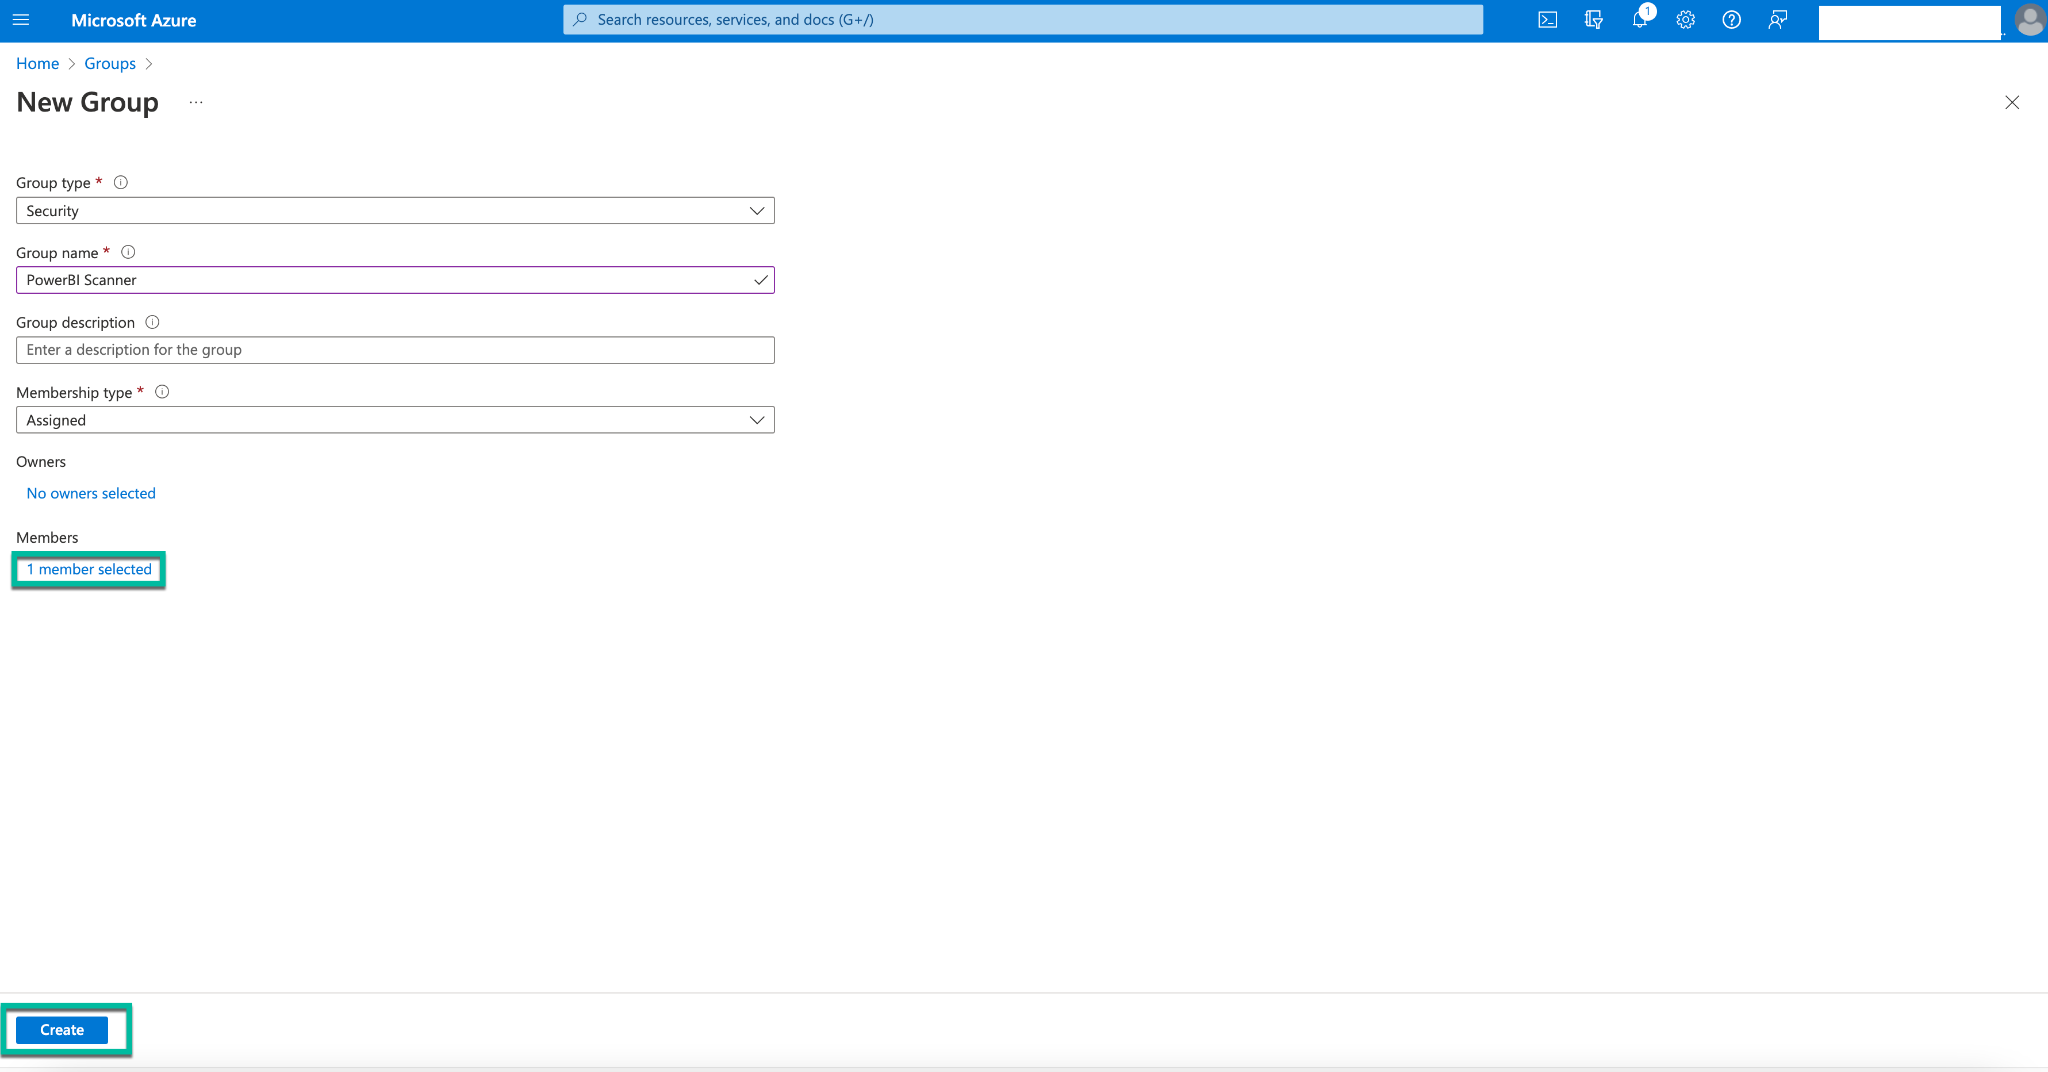 Microsoft Azure
Search resources, services, and docs (G+/)
1
Home > Groups >
New Group ...
Group type *
Security
Group name *
PowerBI Scanner
Group description
Enter a description for the group
Membership type *
Assigned
Owners
No owners selected
Members
1 member selected
Create